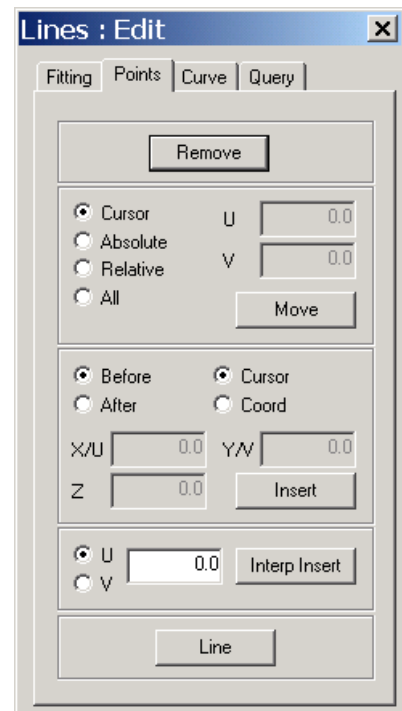 Lines : Edit
Fitting Points Curve Query
Remove
Cursor U 0.0
Absolute
V 0.0
Relative
All
Move
Before Cursor
After Coord
X/U 0.0 Y/V 0.0
Z 0.0 Insert
U 0.0 Interp Insert
V
Line